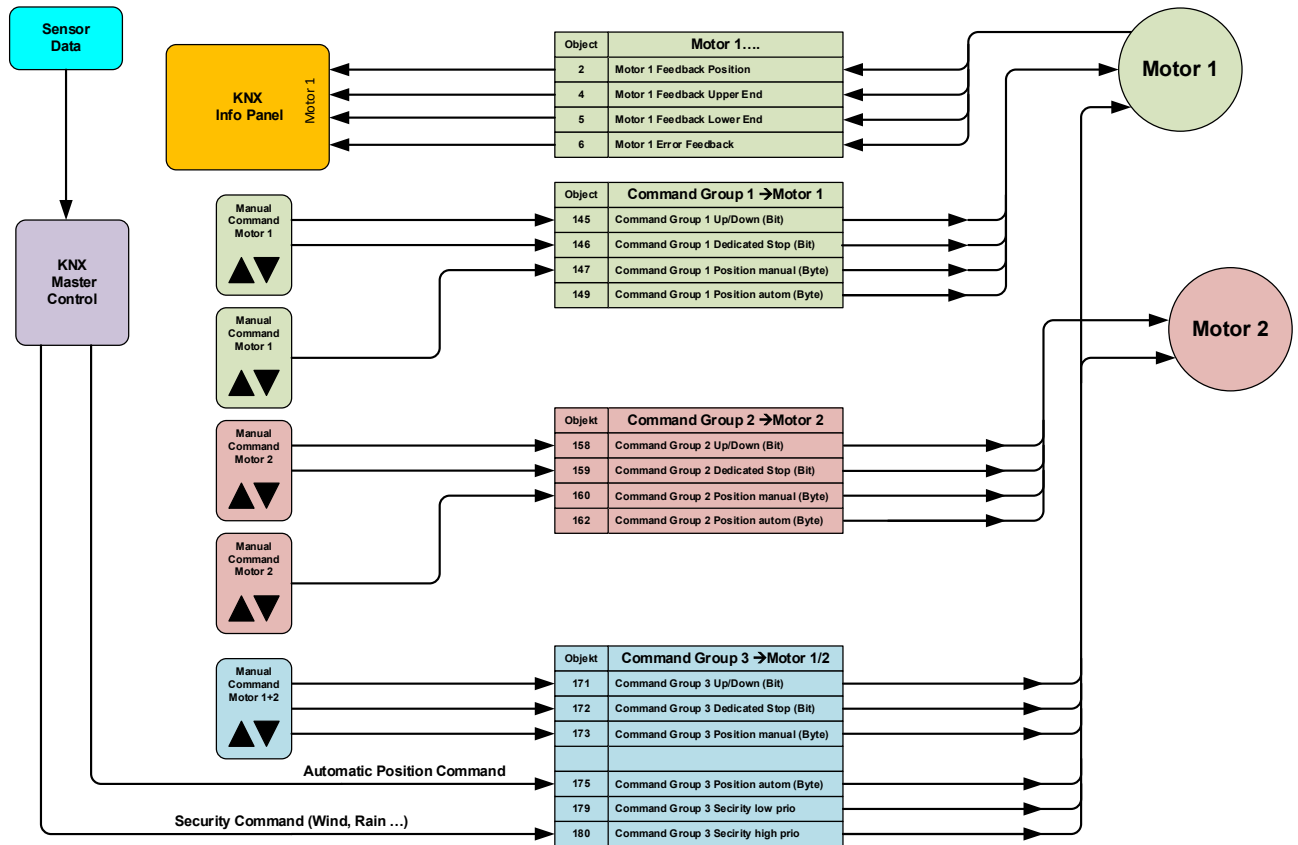 Sensor
Data
KNX
Info Panel
Motor 1
Object Motor 1....
2 Motor 1 Feedback Position
4 Motor 1 Feedback Upper End
5 Motor 1 Feedback Lower End
6 Motor 1 Error Feedback
Motor 1
KNX
Master
Control
Manual
Command
Motor 1
Object Command Group 1 →Motor 1
145 Command Group 1 Up/Down (Bit)
146 Command Group 1 Dedicated Stop (Bit)
147 Command Group 1 Position manual (Byte)
149 Command Group 1 Position autom (Byte)
Manual
Command
Motor 1
Motor 2
Manual
Command
Motor 2
Objekt Command Group 2 →Motor 2
158 Command Group 2 Up/Down (Bit)
159 Command Group 2 Dedicated Stop (Bit)
160 Command Group 2 Position manual (Byte)
162 Command Group 2 Position autom (Byte)
Manual
Command
Motor 2
Manual
Command
Motor 1+2
Objekt Command Group 3 →Motor 1/2
171 Command Group 3 Up/Down (Bit)
172 Command Group 3 Dedicated Stop (Bit)
173 Command Group 3 Position manual (Byte)
Automatic Position Command
175 Command Group 3 Position autom (Byte)
179 Command Group 3 Secirity low prio
Security Command (Wind, Rain ...)
180 Command Group 3 Secirity high prio